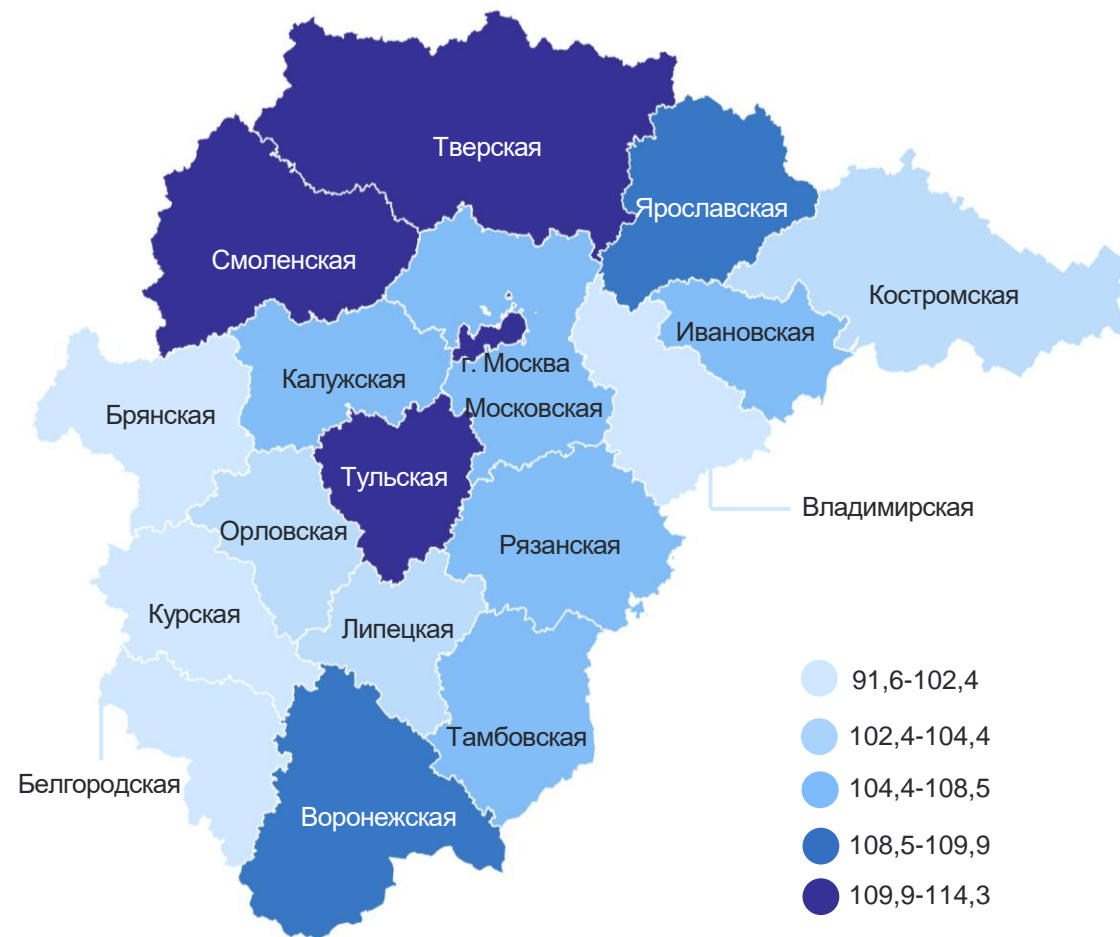 Тверская
Ярославская
Смоленская
Костромская
Ивановская
г. Москва
Калужская
Московская
Брянская
Тульская
Владимирская
Орловская
Рязанская
Курская
Липецкая
Тамбовская
Белгородская
Воронежская
91,6-102,4
102,4-104,4
104,4-108,5
108,5-109,9
109,9-114,3